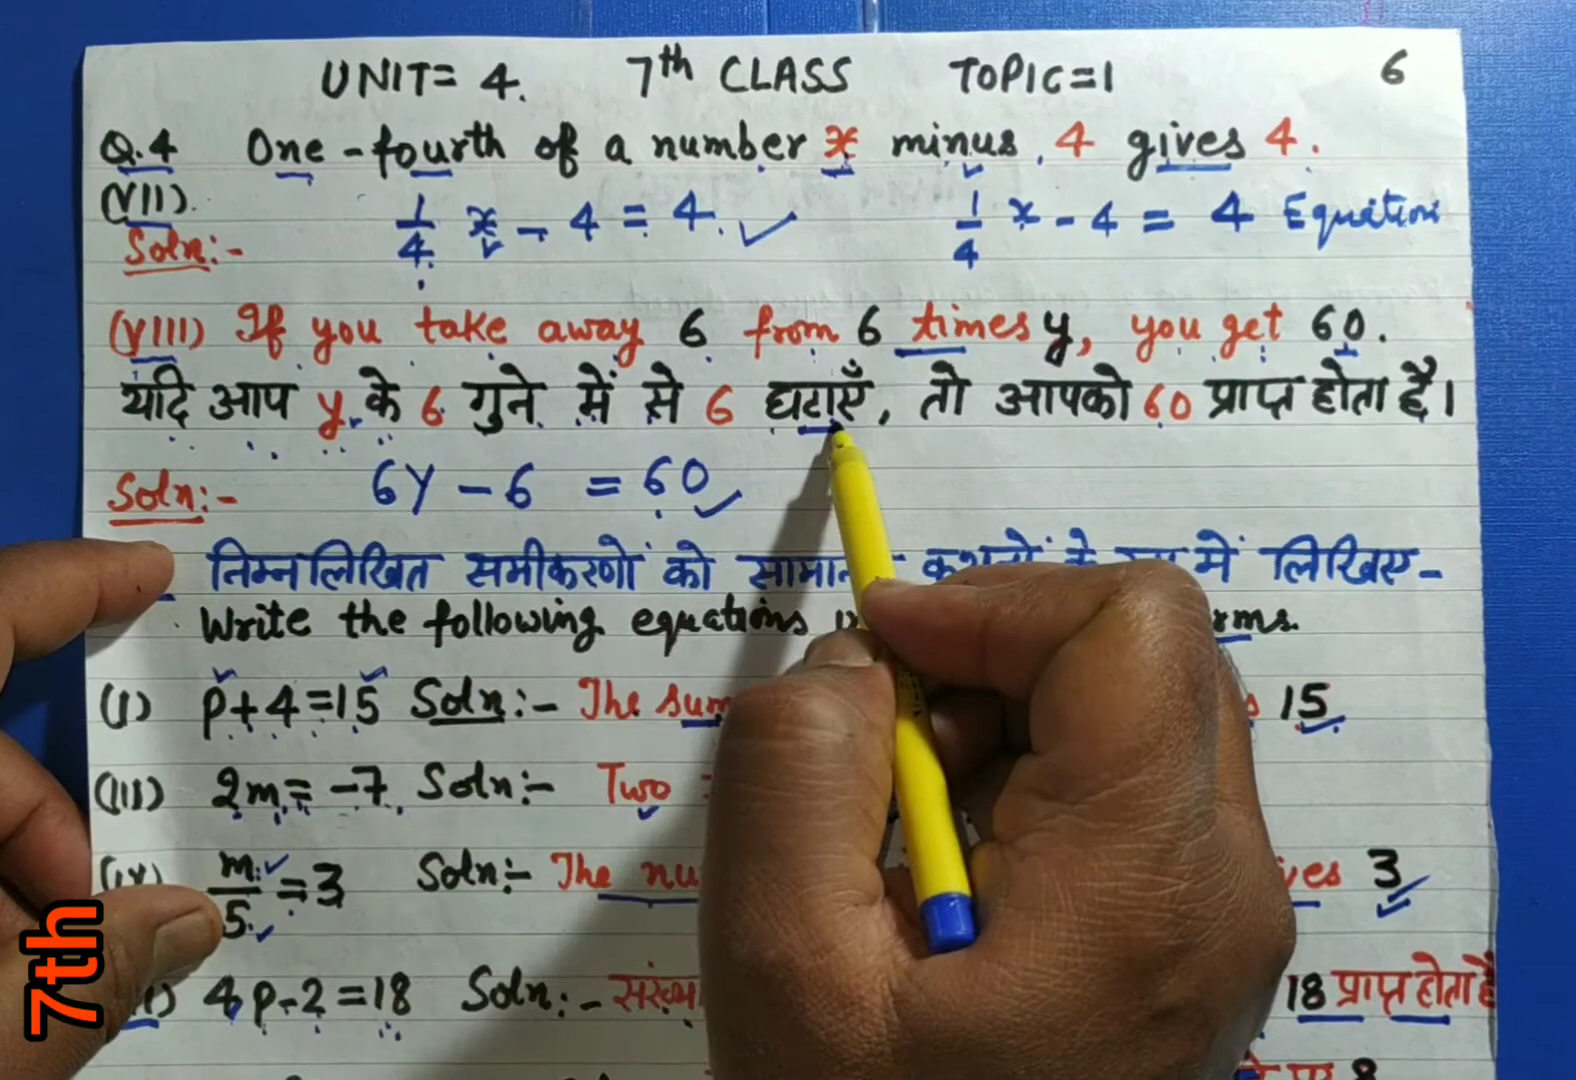 UNIT= 4. 7th CLASS TOPIC=1 6
Q.4 One-fourth of a number x minus 4 gives 4.
(VII).
Soln:- 1/4 x - 4 = 4. 1/4 x - 4 = 4 Equation
(VIII) If you take away 6 from 6 times y, you get 60.
यदि आप y के 6 गुने में से 6 घटाएँ, तो आपको 60 प्राप्त होता है।
Soln:- 6y - 6 = 60
निम्नलिखित समीकरणों को में लिखिए-
Write the following equations
(I) p+4=15 Soln:- The sum 15
(III) 2m = -7 Soln:- Two
(IV) m/5 = 3 Soln:- The 3
4p-2=18 Soln:- 18 प्राप्त होता है
7th